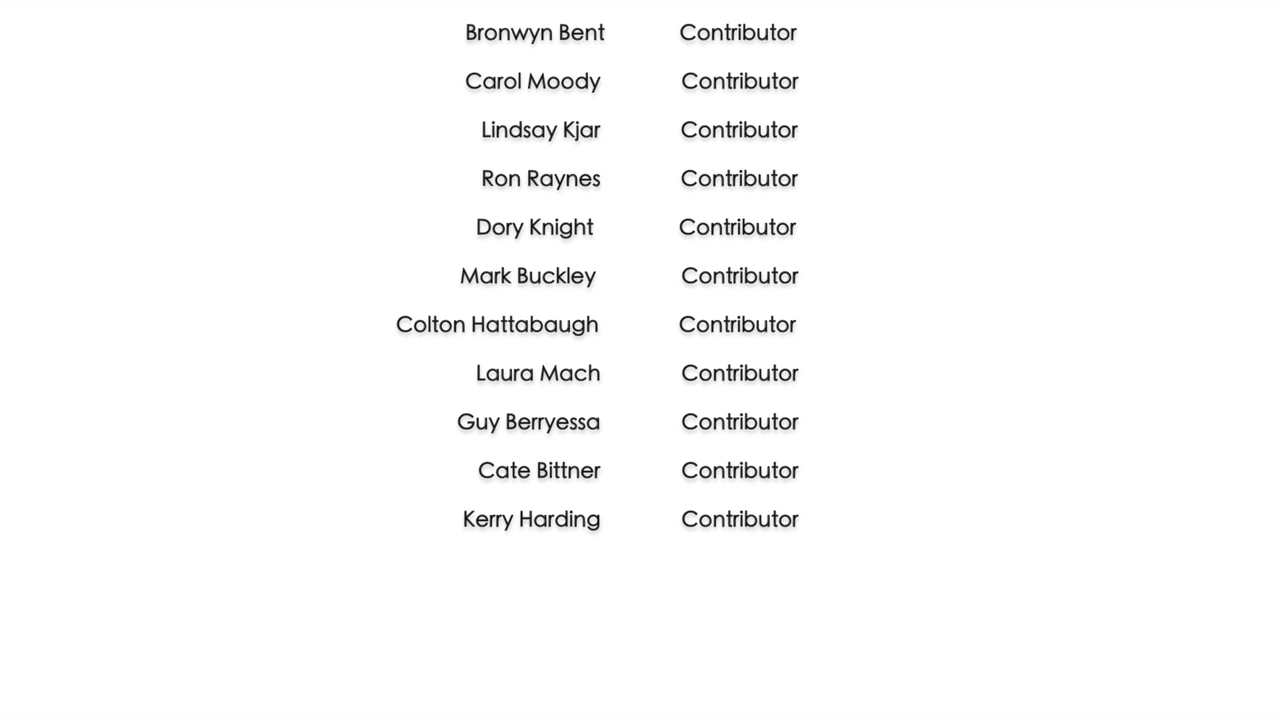 Bronwyn Bent Contributor
Carol Moody Contributor
Lindsay Kjar Contributor
Ron Raynes Contributor
Dory Knight Contributor
Mark Buckley Contributor
Colton Hattabaugh Contributor
Laura Mach Contributor
Guy Berryessa Contributor
Cate Bittner Contributor
Kerry Harding Contributor